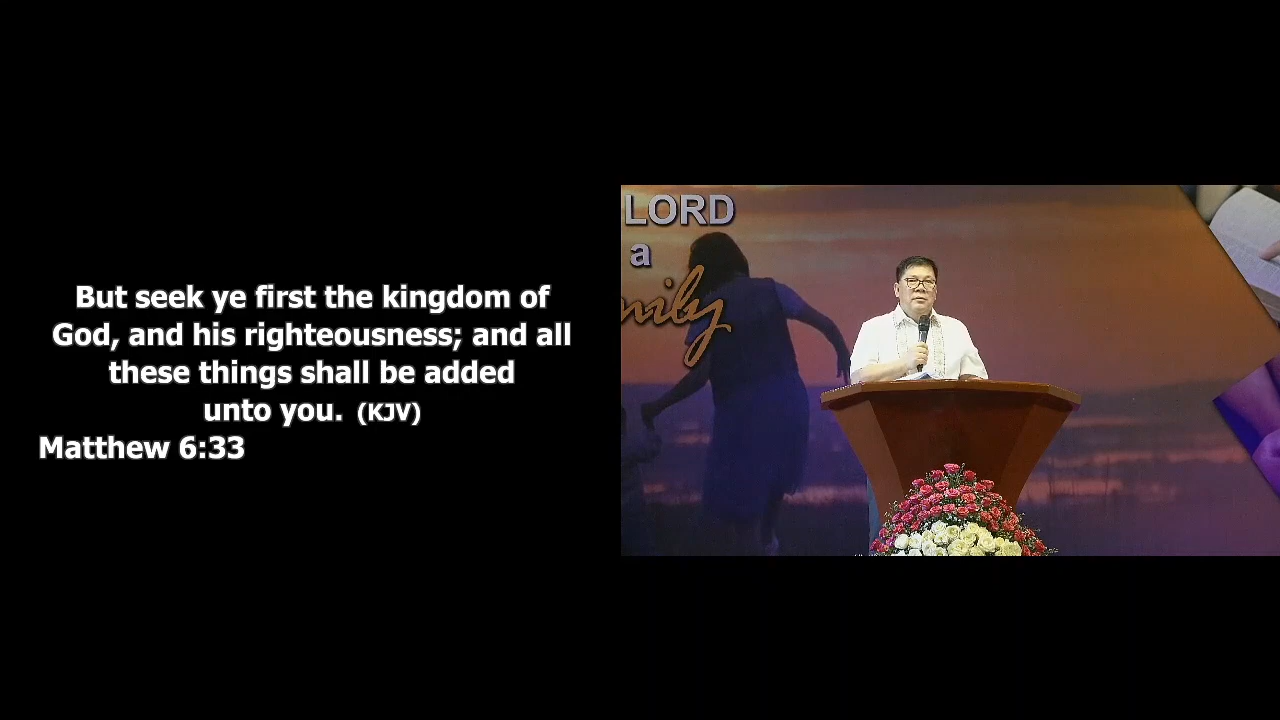 But seek ye first the kingdom of
God, and his righteousness; and all
these things shall be added
unto you. (KJV)
Matthew 6:33
LORD
a